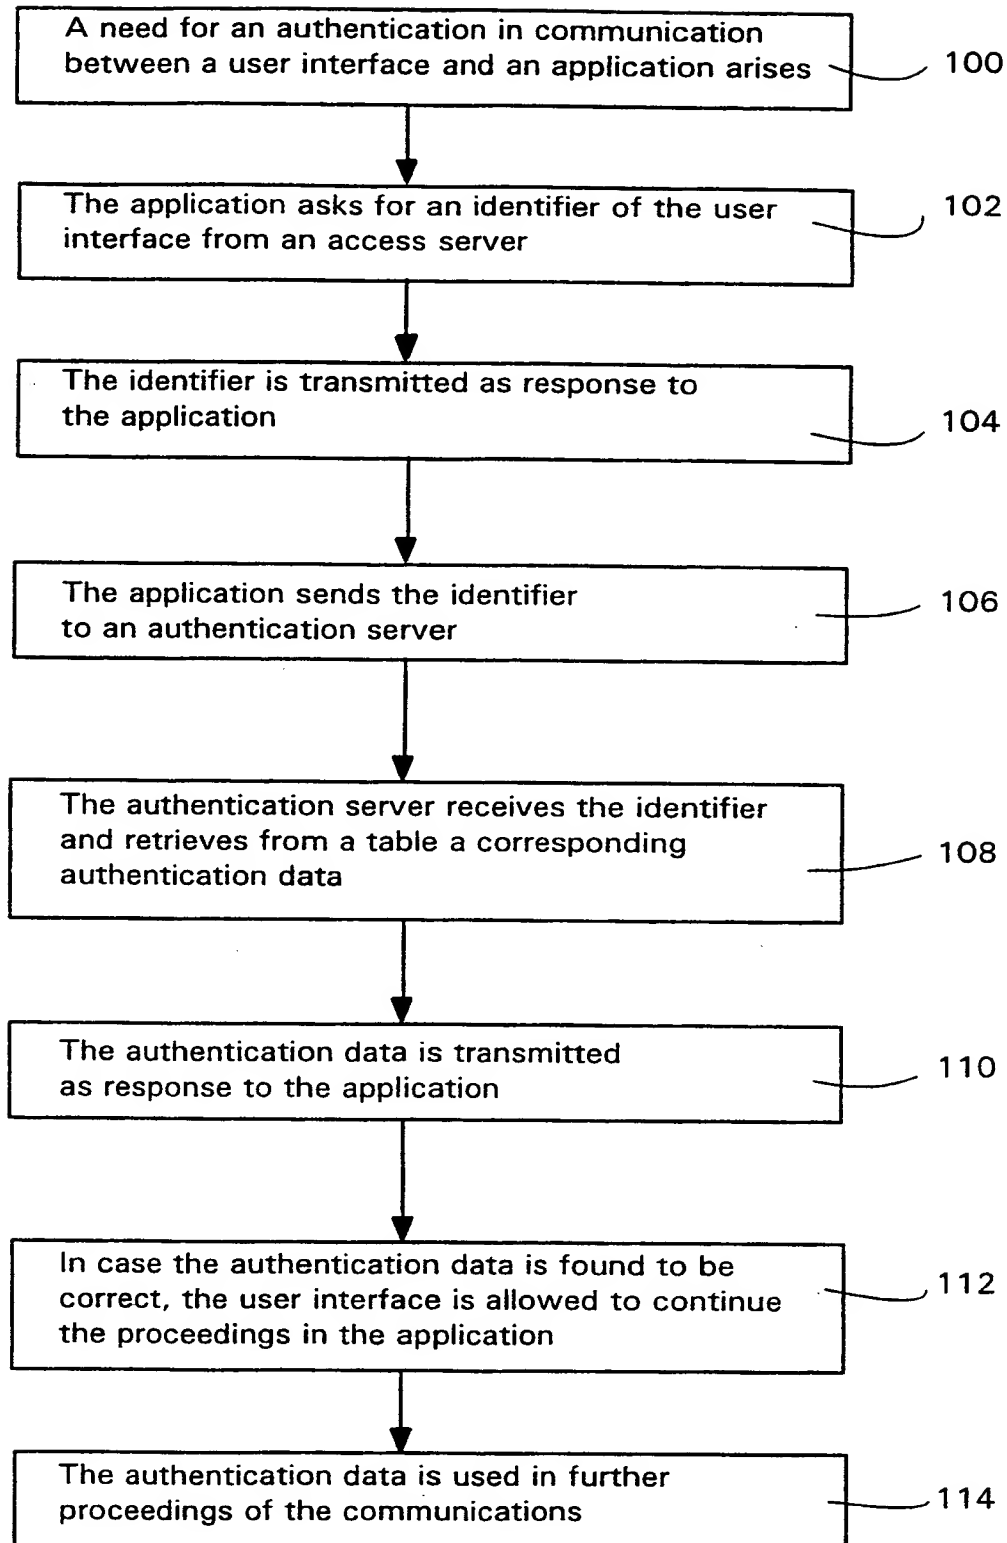 A need for an authentication in communication
between a user interface and an application arises
100
The application asks for an identifier of the user
interface from an access server
102
The identifier is transmitted as response to
the application
104
The application sends the identifier
to an authentication server
106
The authentication server receives the identifier
and retrieves from a table a corresponding
authentication data
108
The authentication data is transmitted
as response to the application
110
In case the authentication data is found to be
correct, the user interface is allowed to continue
the proceedings in the application
112
The authentication data is used in further
proceedings of the communications
114